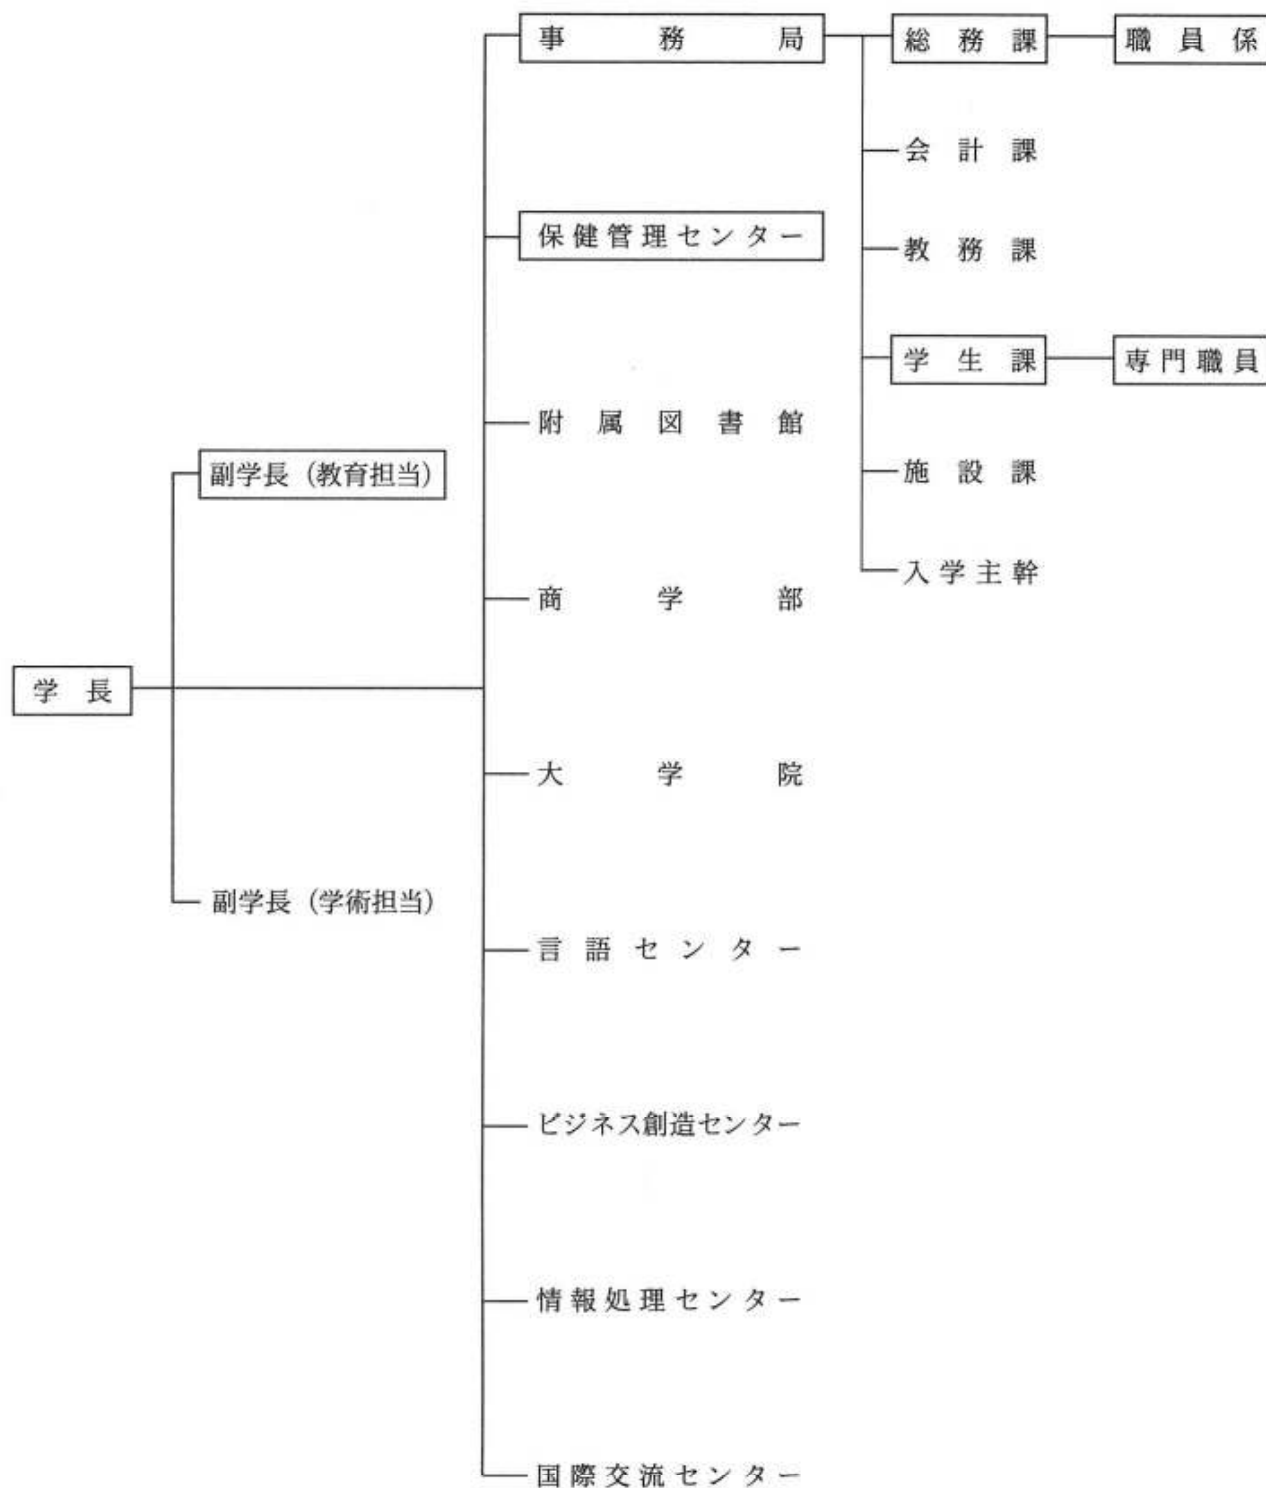 事務局
総務課
職員係
会計課
保健管理センター
教務課
学生課
専門職員
附属図書館
副学長（教育担当）
施設課
入学主幹
商学部
学長
大学院
副学長（学術担当）
言語センター
ビジネス創造センター
情報処理センター
国際交流センター